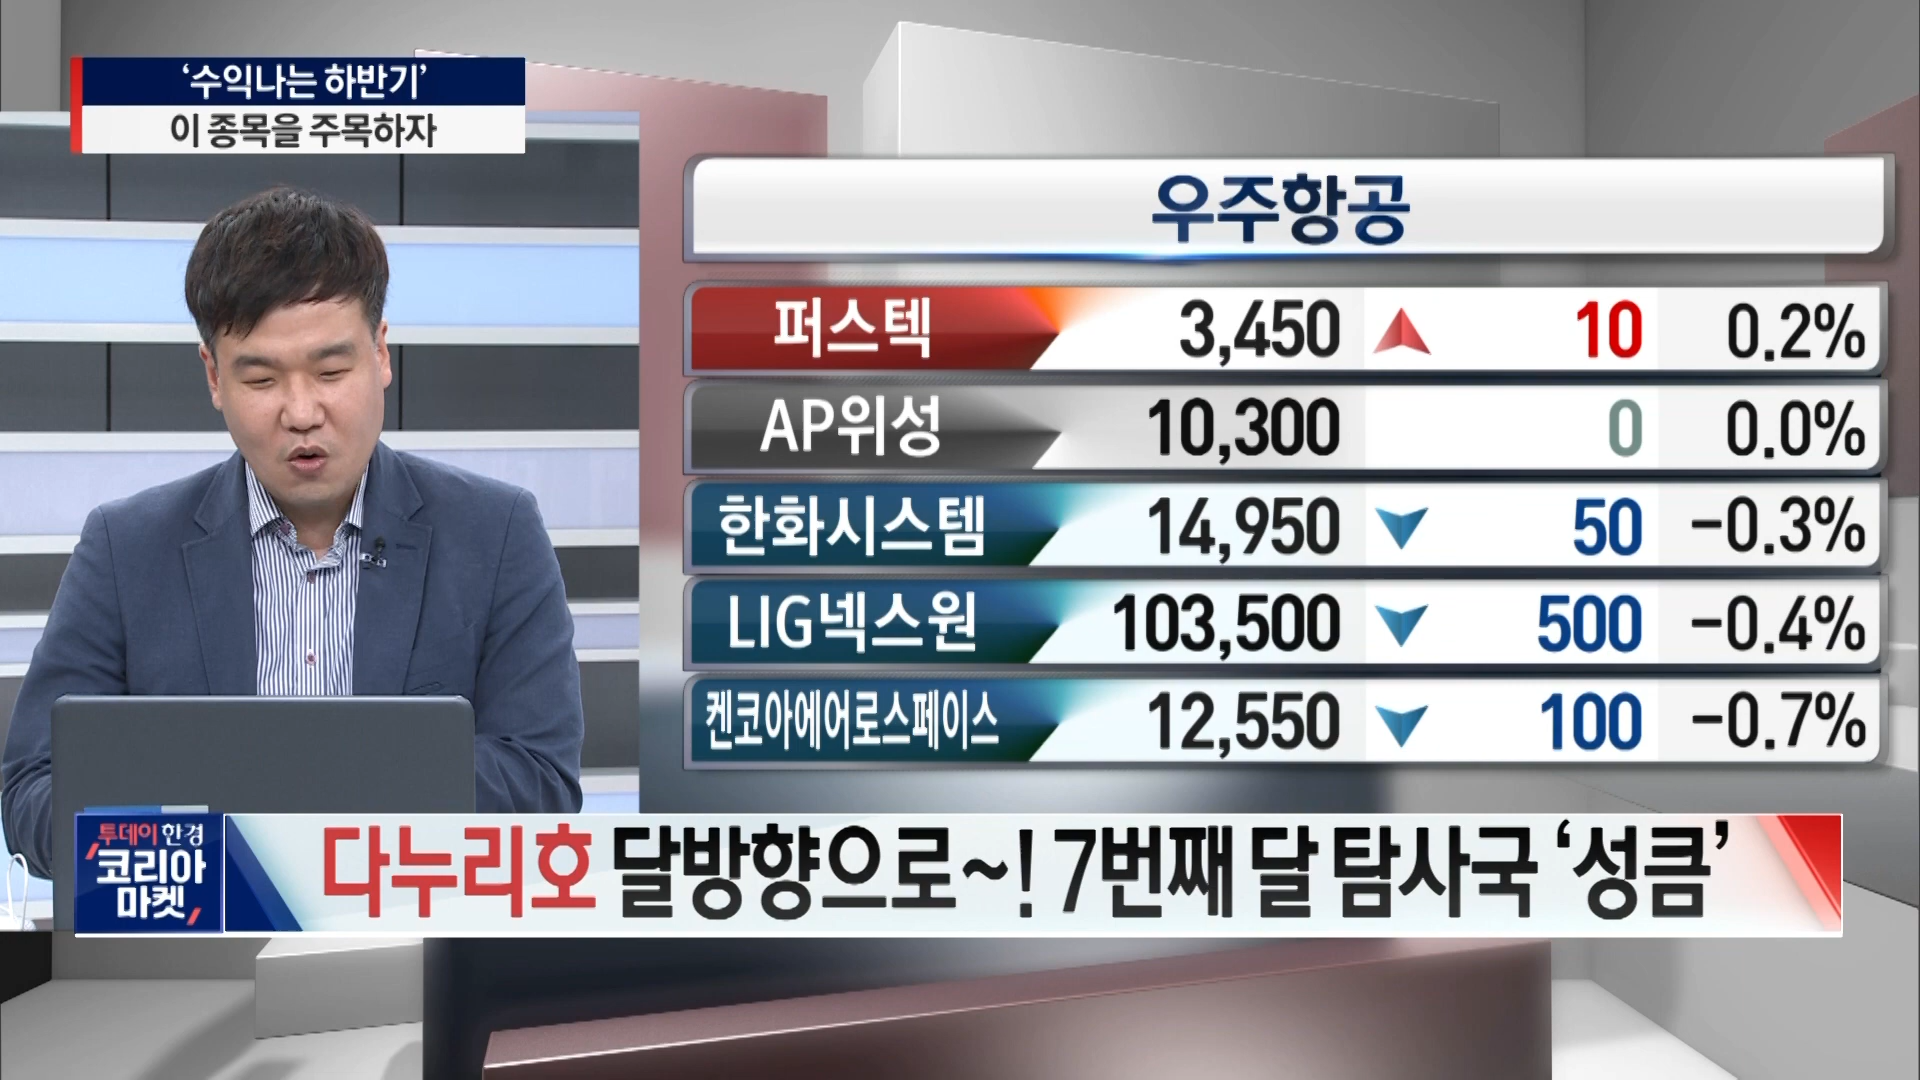 ‘수익나는 하반기’
이 종목을 주목하자
우주항공
퍼스텍 3,450 ▲ 10 0.2%
AP위성 10,300 0 0.0%
한화시스템 14,950 ▼ 50 -0.3%
LIG넥스원 103,500 ▼ 500 -0.4%
켄코아에어로스페이스 12,550 ▼ 100 -0.7%
투데이 한경
코리아
마켓
다누리호 달방향으로~! 7번째 달 탐사국 ‘성큼’